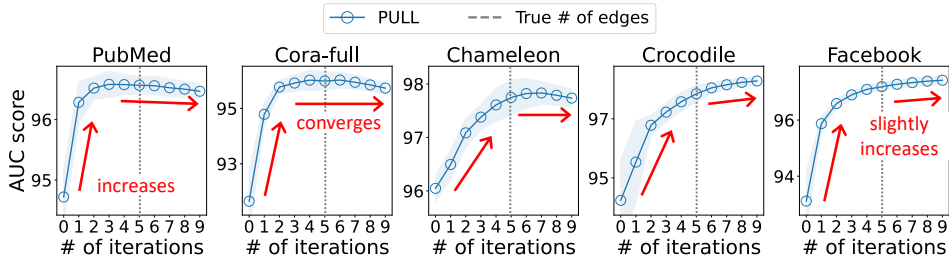 PULL True # of edges
PubMed Cora-full Chameleon Crocodile Facebook
AUC score
96
95
increases
0 1 2 3 4 5 6 7 8 9
# of iterations
95
93
converges
0 1 2 3 4 5 6 7 8 9
# of iterations
98
97
96
0 1 2 3 4 5 6 7 8 9
# of iterations
97
95
0 1 2 3 4 5 6 7 8 9
# of iterations
96
94
slightly
increases
0 1 2 3 4 5 6 7 8 9
# of iterations